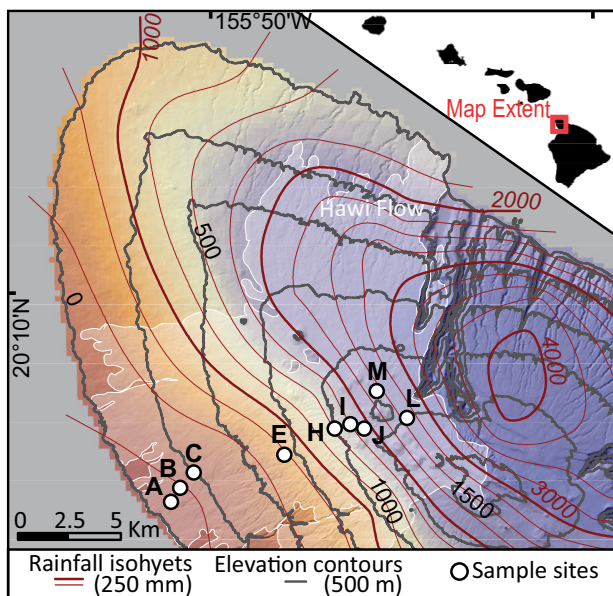 155°50'W
1000
Map Extent
2000
Hawi Flow
500
0
20°10'N
4000
M
L
I
H
J
E
C
B
A
1000
1500
3000
0 2.5 5
Km
Rainfall isohyets
(250 mm)
Elevation contours
(500 m)
Sample sites